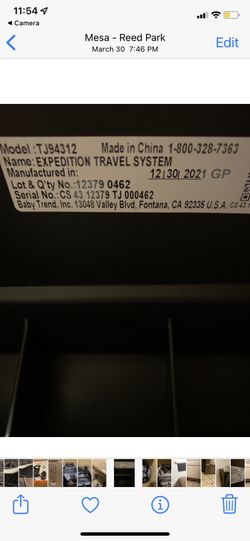 11:54
Camera
Mesa - Reed Park
March 30 7:46 PM
Edit
Model :TJ94312 Made in China 1-800-328-7363
Name: EXPEDITION TRAVEL SYSTEM
Manufactured in: 12/30/2021 GP
Lot & Q'ty No.:12379 0462
Serial No.: CS 43 12379 TJ 000462
Baby Trend, Inc. 13048 Valley Blvd, Fontana, CA 92335 U.S.A. CS 43